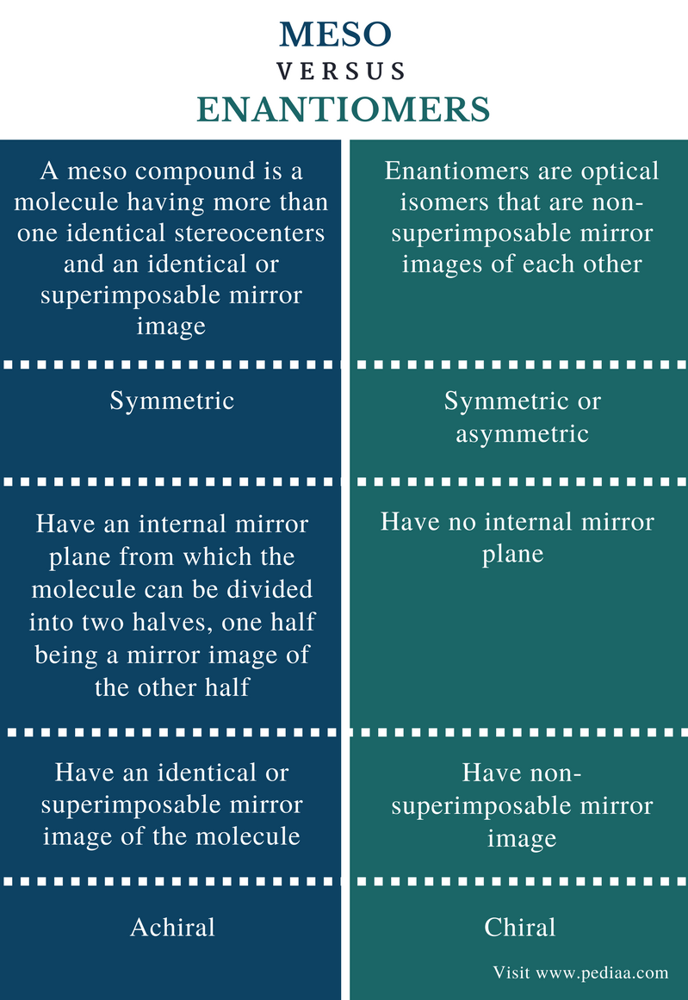 MESO
VERSUS
ENANTIOMERS
A meso compound is a
molecule having more than
one identical stereocenters
and an identical or
superimposable mirror
image
Enantiomers are optical
isomers that are non-
superimposable mirror
images of each other
Symmetric
Symmetric or
asymmetric
Have an internal mirror
plane from which the
molecule can be divided
into two halves, one half
being a mirror image of
the other half
Have no internal mirror
plane
Have an identical or
superimposable mirror
image of the molecule
Have non-
superimposable mirror
image
Achiral
Chiral
Visit www.pediaa.com